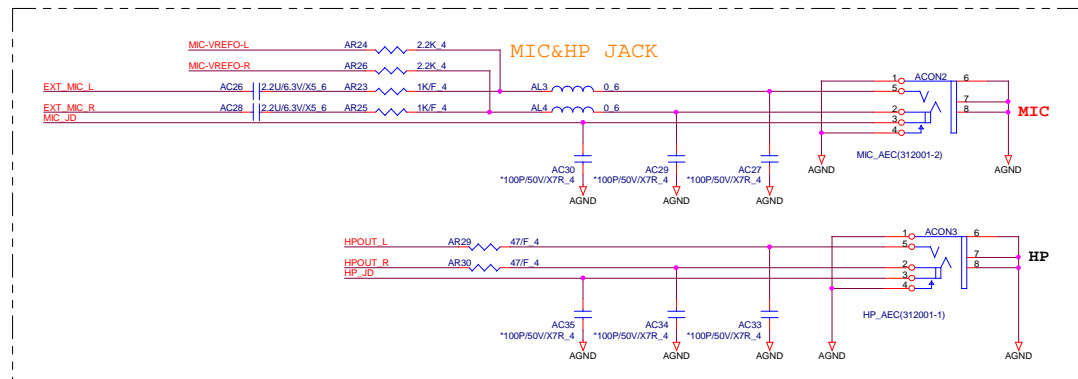 MIC&HP JACK
MIC-VREFO-L AR24 2.2K_4
MIC-VREFO-R AR26 2.2K_4
EXT_MIC_L AC26 2.2U/6.3V/X5_6 AR23 1K/F_4 AL3 0_6
EXT_MIC_R AC28 2.2U/6.3V/X5_6 AR25 1K/F_4 AL4 0_6
MIC_JD
1 ACON2 6
5
7
2 8 MIC
3
4
MIC_AEC(312001-2)
AC30 AC29 AC27
*100P/50V/X7R_4 *100P/50V/X7R_4 *100P/50V/X7R_4
AGND AGND
AGND AGND AGND
HPOUT_L AR29 47/F_4
HPOUT_R AR30 47/F_4
HP_JD
1 ACON3 6
5
7 HP
2 8
3
4
HP_AEC(312001-1)
AC35 AC34 AC33
*100P/50V/X7R_4 *100P/50V/X7R_4 *100P/50V/X7R_4
AGND AGND AGND AGND AGND